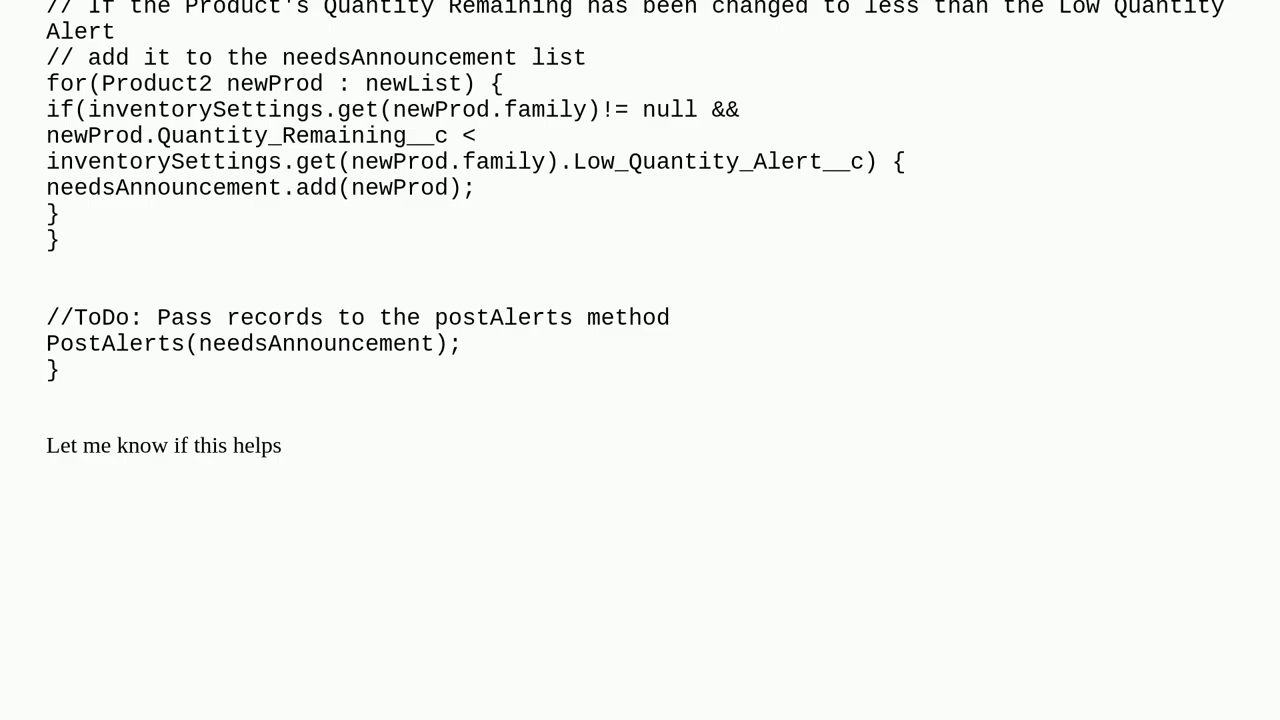 // If the Product's Quantity Remaining has been changed to less than the Low Quantity
Alert
// add it to the needsAnnouncement list
for(Product2 newProd : newList) {
if(inventorySettings.get(newProd.family)!= null &&
newProd.Quantity_Remaining__c <
inventorySettings.get(newProd.family).Low_Quantity_Alert__c) {
needsAnnouncement.add(newProd);
}
}
//ToDo: Pass records to the postAlerts method
PostAlerts(needsAnnouncement);
}
Let me know if this helps